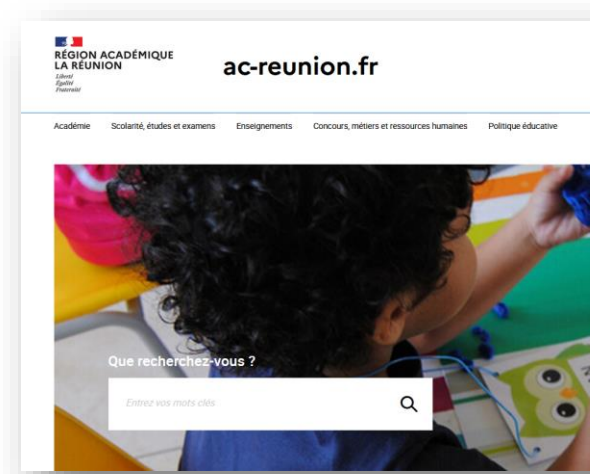 RÉGION ACADÉMIQUE
LA RÉUNION
Liberté
Égalité
Fraternité
ac-reunion.fr
Académie Scolarité, études et examens Enseignements Concours, métiers et ressources humaines Politique éducative
Que recherchez-vous ?
Entrez vos mots clés